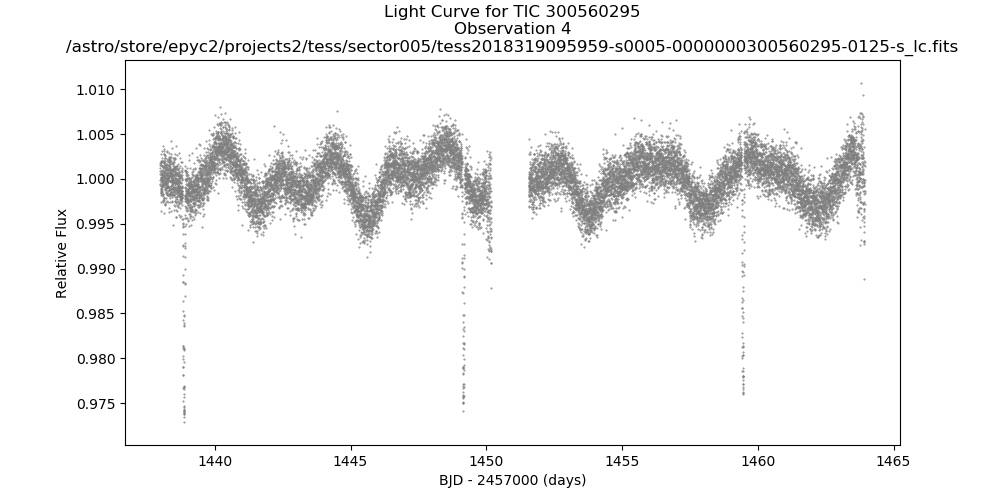 Light Curve for TIC 300560295
Observation 4
/astro/store/epyc2/projects2/tess/sector005/tess2018319095959-s0005-0000000300560295-0125-s_lc.fits
1.010
1.005
1.000
0.995
0.990
0.985
0.980
0.975
Relative Flux
1440 1445 1450 1455 1460 1465
BJD - 2457000 (days)